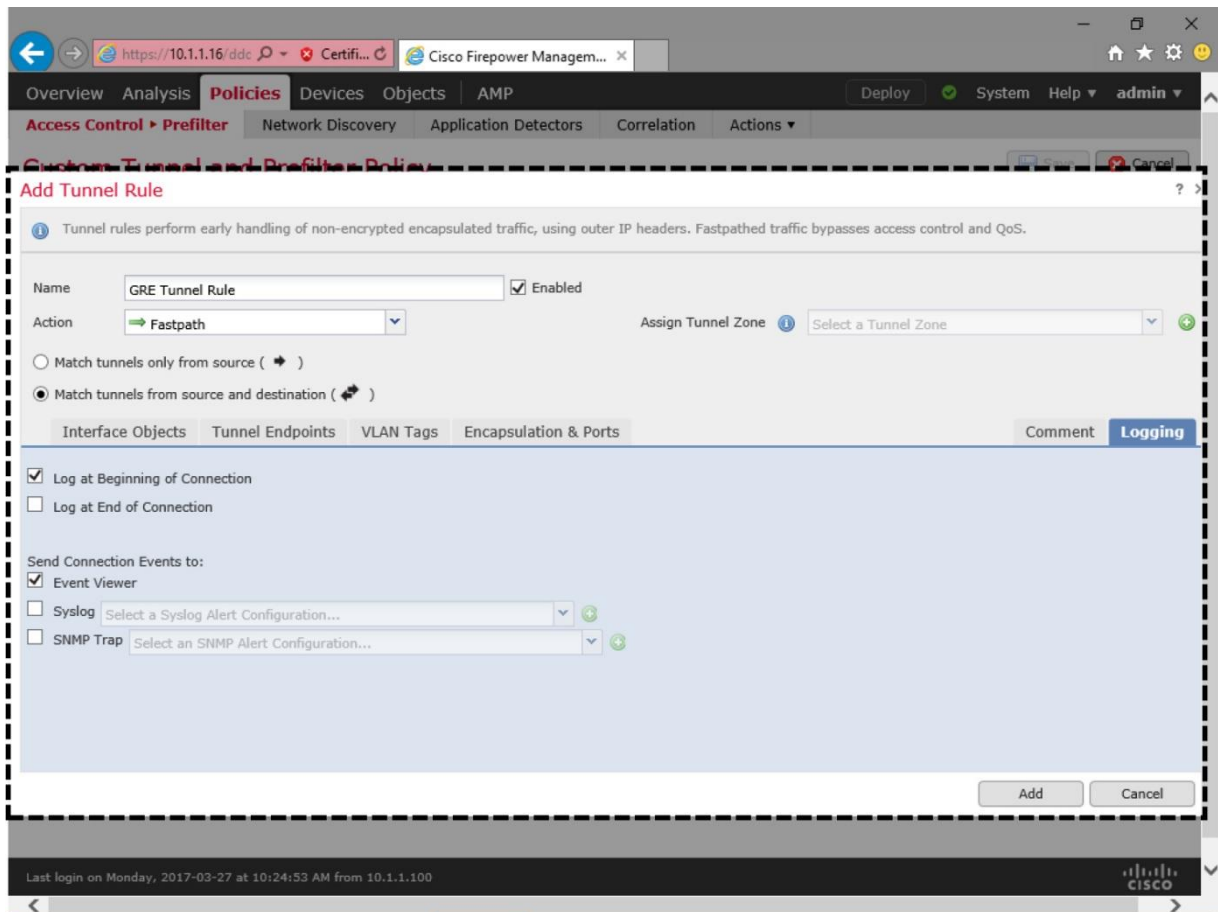 https://10.1.1.16/ddc Certifi... Cisco Firepower Managem...
Overview Analysis Policies Devices Objects AMP Deploy System Help admin
Access Control ▸ Prefilter Network Discovery Application Detectors Correlation Actions
Custom Tunnel and Prefilter Policy Save Cancel
Add Tunnel Rule ?
Tunnel rules perform early handling of non-encrypted encapsulated traffic, using outer IP headers. Fastpathed traffic bypasses access control and QoS.
Name GRE Tunnel Rule Enabled
Action Fastpath Assign Tunnel Zone Select a Tunnel Zone
Match tunnels only from source ( )
Match tunnels from source and destination ( )
Interface Objects Tunnel Endpoints VLAN Tags Encapsulation & Ports Comment Logging
Log at Beginning of Connection
Log at End of Connection
Send Connection Events to:
Event Viewer
Syslog Select a Syslog Alert Configuration...
SNMP Trap Select an SNMP Alert Configuration...
Add Cancel
Last login on Monday, 2017-03-27 at 10:24:53 AM from 10.1.1.100
CISCO